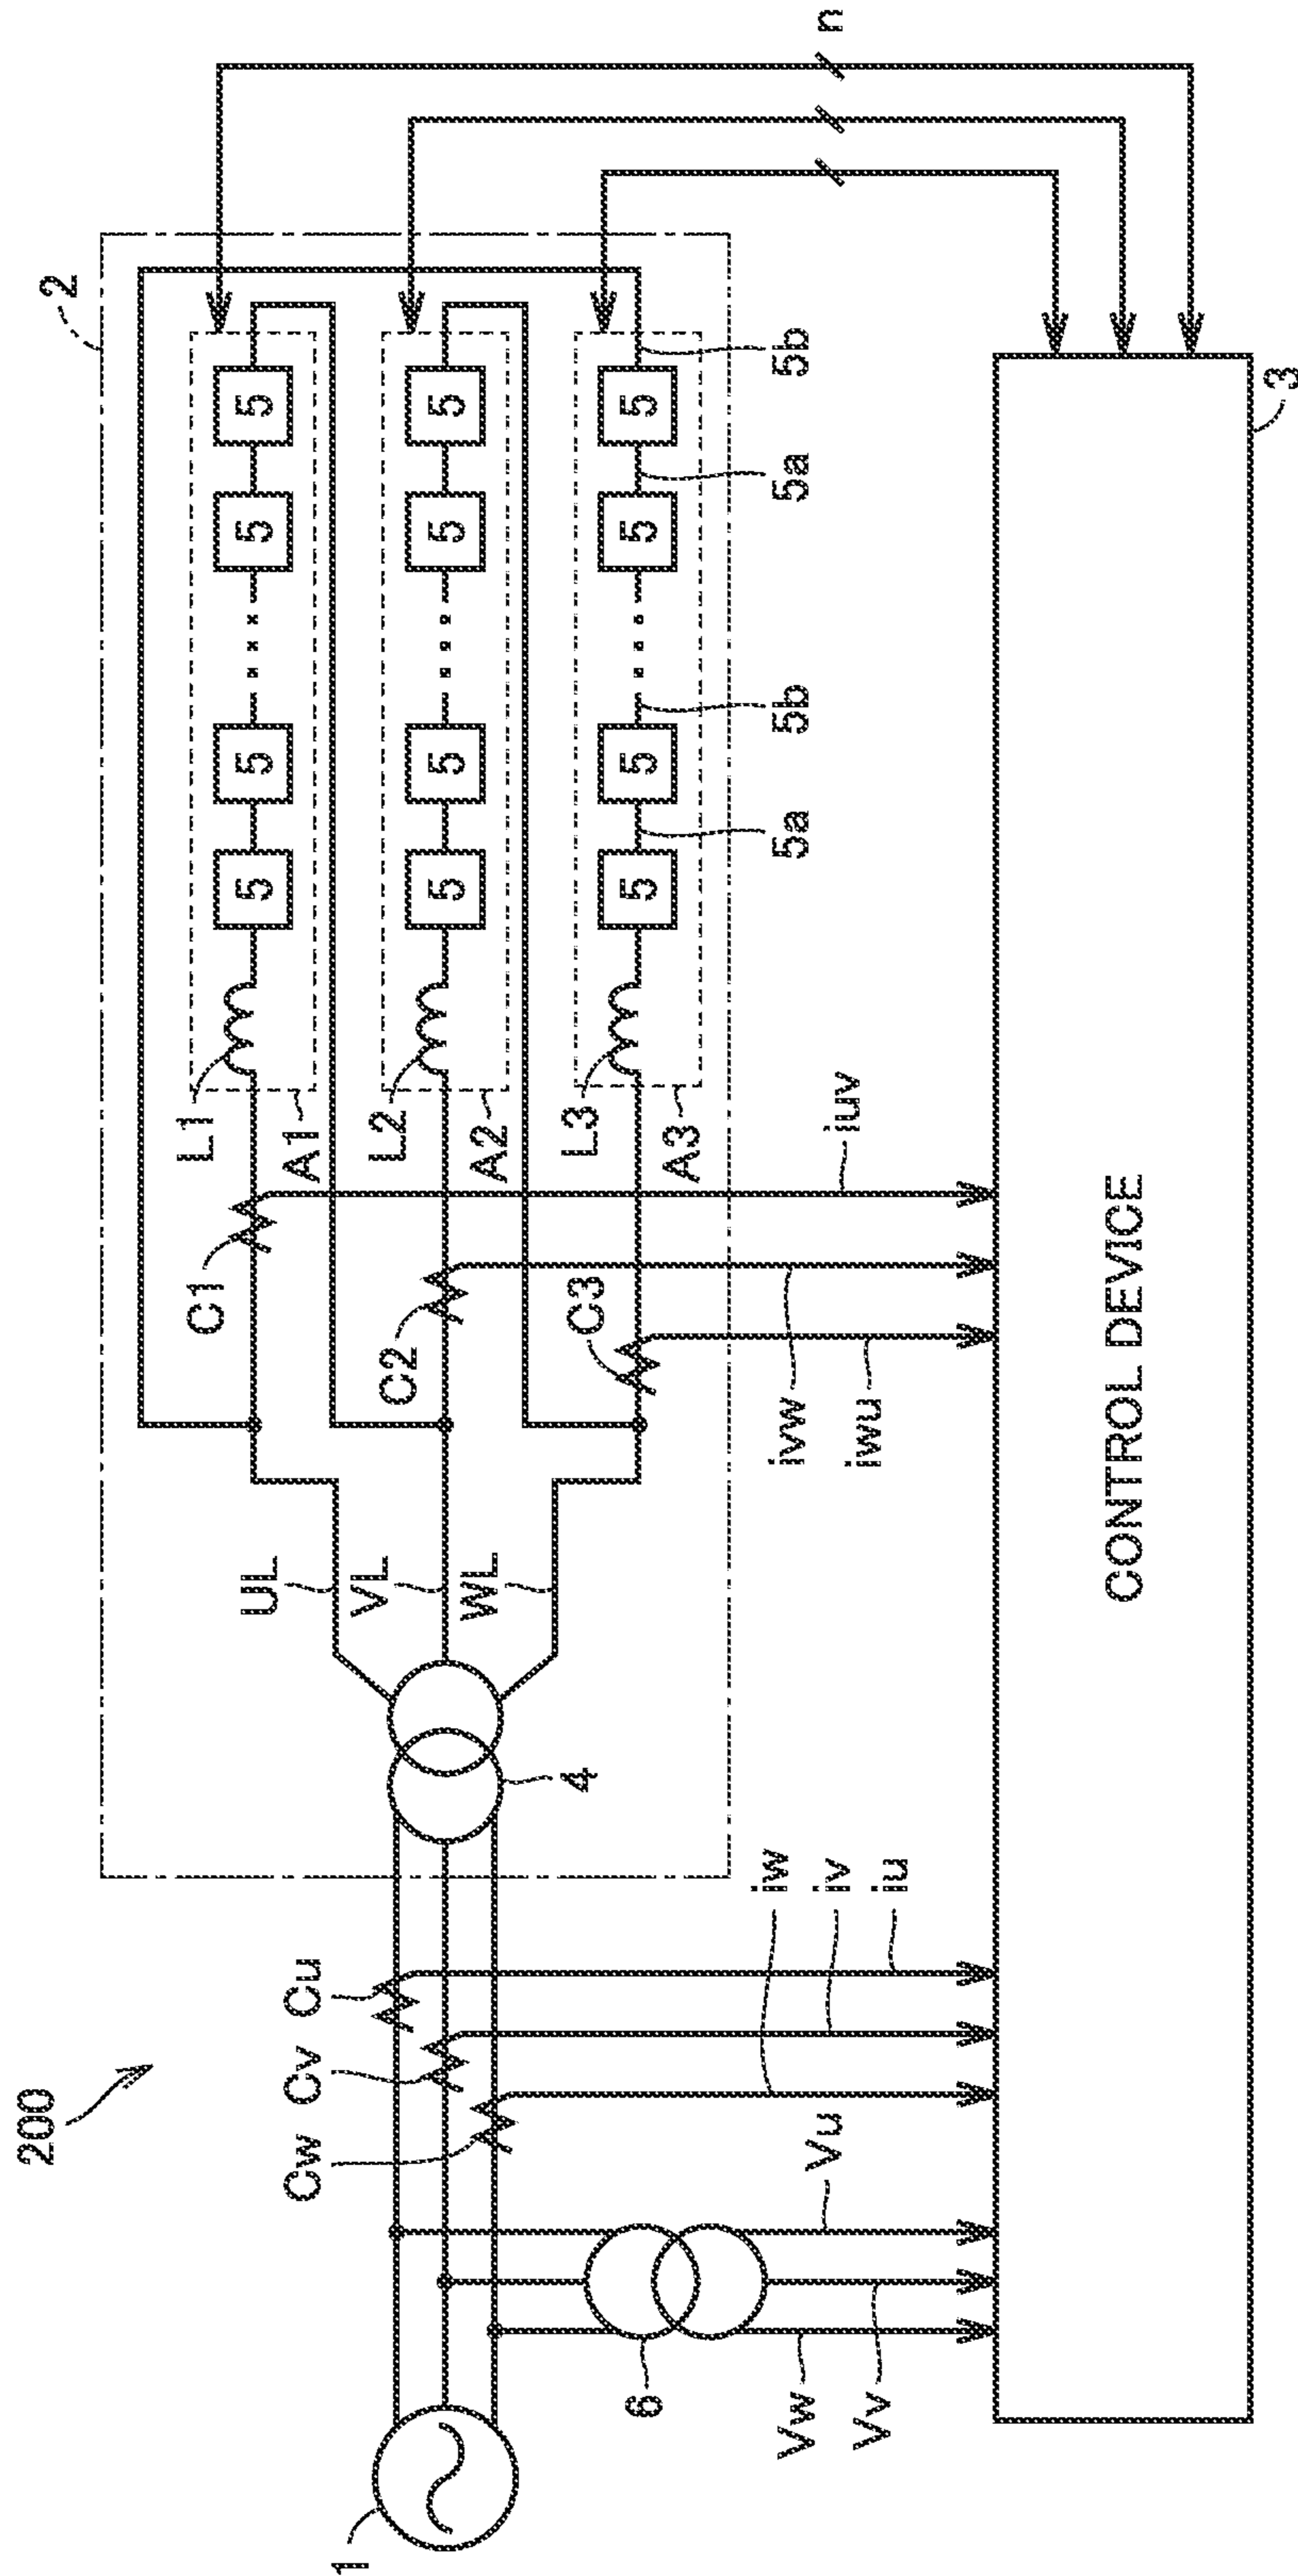 200
2
n
L1
5
5
5
5
A1
C1
L2
5
5
5
5
A2
C2
L3
5
5
5
5
A3
C3
5a
5b
5a
5b
UL
VL
WL
4
Cu
Cv
Cw
1
6
iw
iv
iu
ivw
iwu
iuv
Vu
Vw
Vv
CONTROL DEVICE
3